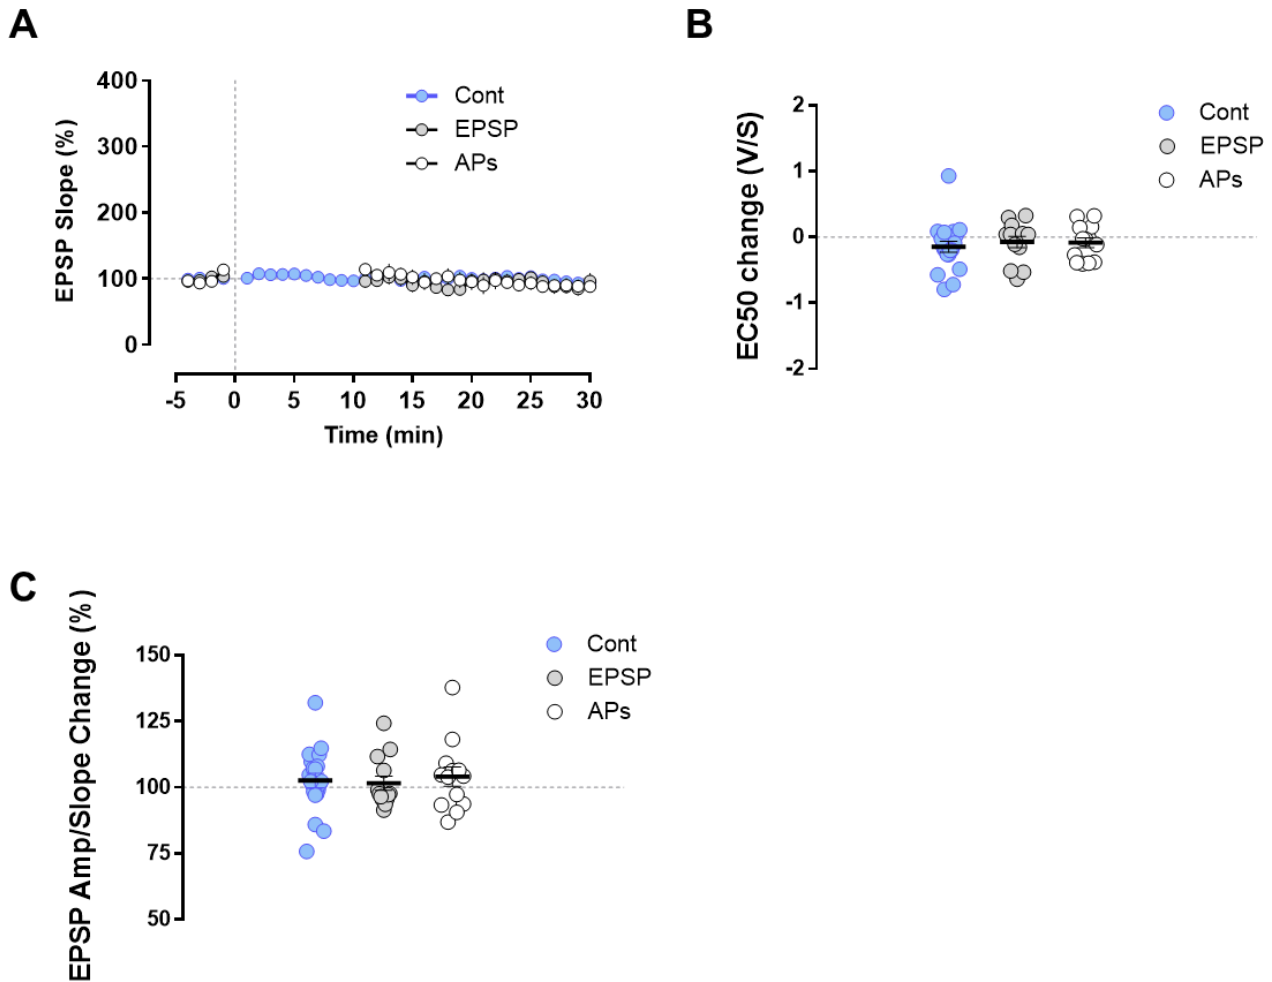 A
400
300
200
100
0
EPSP Slope (%)
Cont
EPSP
APs
-5 0 5 10 15 20 25 30
Time (min)
B
2
1
0
-1
-2
EC50 change (V/S)
Cont
EPSP
APs
C
150
125
100
75
50
EPSP Amp/Slope Change (%)
Cont
EPSP
APs